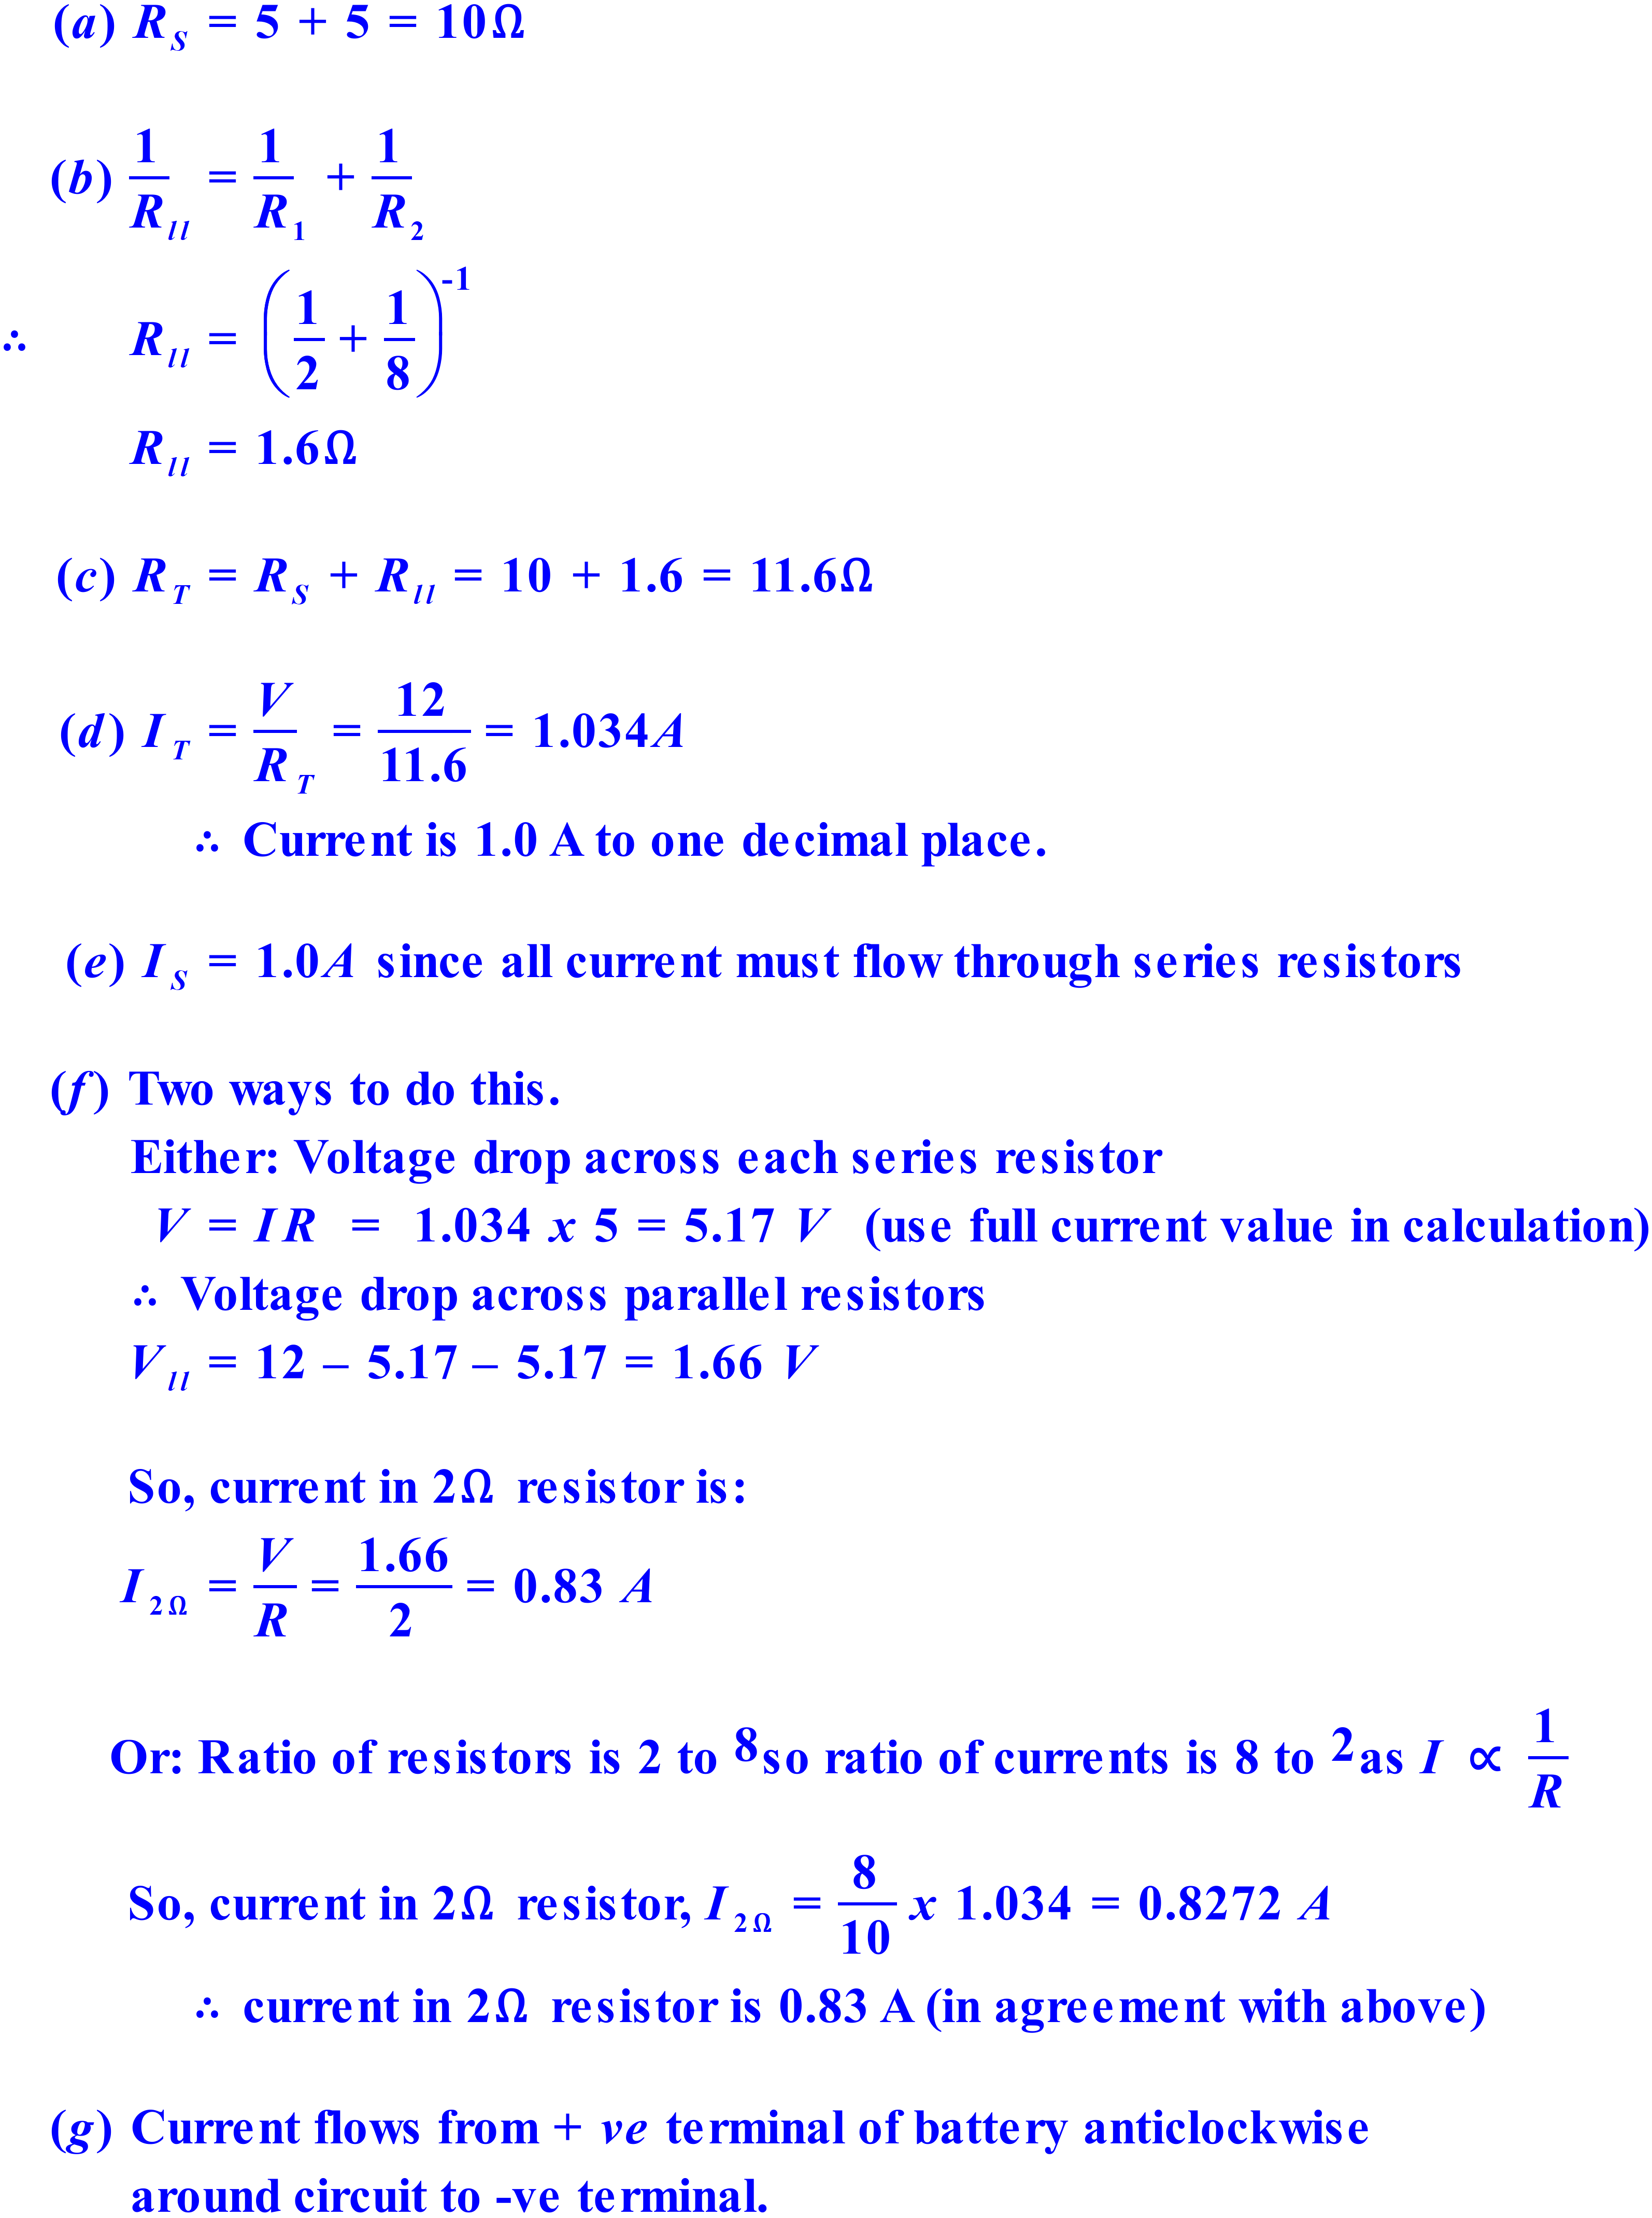 (a) R_S = 5 + 5 = 10Ω
(b) 1/R_ll = 1/R_1 + 1/R_2
∴ R_ll = (1/2 + 1/8)^-1
R_ll = 1.6Ω
(c) R_T = R_S + R_ll = 10 + 1.6 = 11.6Ω
(d) I_T = V/R_T = 12/11.6 = 1.034A
∴ Current is 1.0 A to one decimal place.
(e) I_S = 1.0A since all current must flow through series resistors
(f) Two ways to do this.
Either: Voltage drop across each series resistor
V = IR = 1.034 x 5 = 5.17 V (use full current value in calculation)
∴ Voltage drop across parallel resistors
V_ll = 12 – 5.17 – 5.17 = 1.66 V
So, current in 2Ω resistor is:
I_2Ω = V/R = 1.66/2 = 0.83 A
Or: Ratio of resistors is 2 to 8 so ratio of currents is 8 to 2 as I ∝ 1/R
So, current in 2Ω resistor, I_2Ω = 8/10 x 1.034 = 0.8272 A
∴ current in 2Ω resistor is 0.83 A (in agreement with above)
(g) Current flows from + ve terminal of battery anticlockwise
around circuit to -ve terminal.